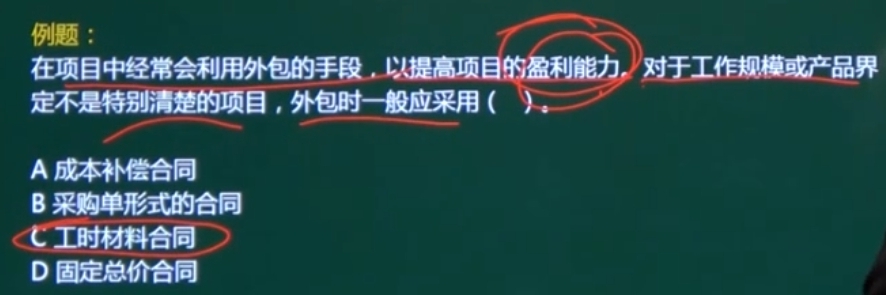 例题：
在项目中经常会利用外包的手段，以提高项目的盈利能力。对于工作规模或产品界
定不是特别清楚的项目，外包时一般应采用（　）。
A 成本补偿合同
B 采购单形式的合同
C 工时材料合同
D 固定总价合同